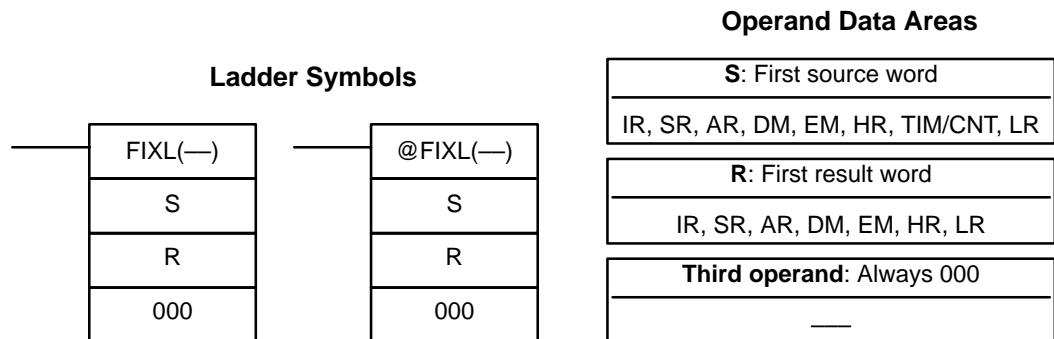 Ladder Symbols
FIXL(––)
S
R
000
@FIXL(––)
S
R
000
Operand Data Areas
S: First source word
IR, SR, AR, DM, EM, HR, TIM/CNT, LR
R: First result word
IR, SR, AR, DM, EM, HR, LR
Third operand: Always 000
–––